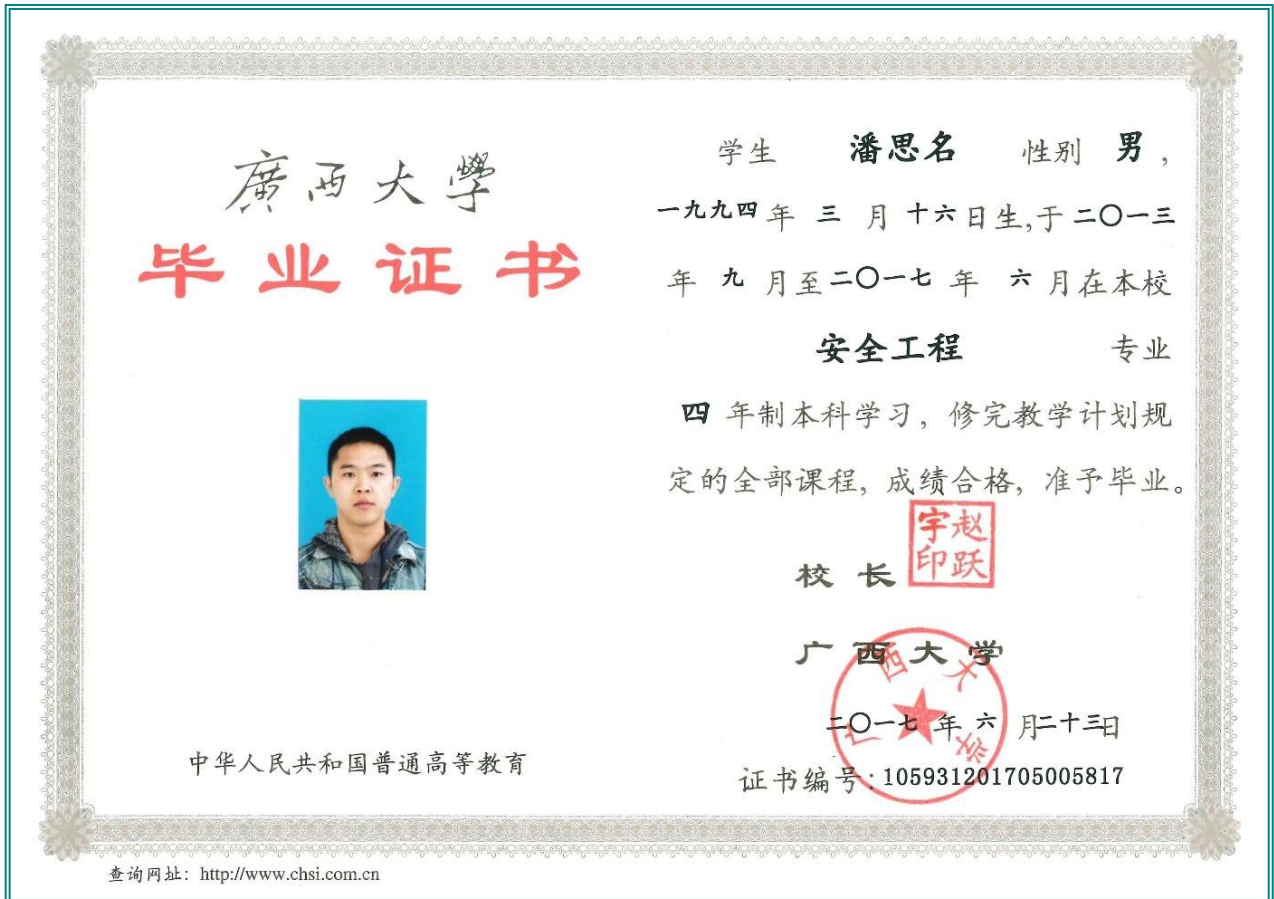 廣西大學
毕业证书
中华人民共和国普通高等教育
学生 潘思名 性别 男，
一九九四年 三 月 十六日生,于二〇一三
年 九 月至二〇一七 年 六 月在本校
安全工程 专业
四 年制本科学习，修完教学计划规
定的全部课程，成绩合格，准予毕业。
校长
赵跃宇印
广西大学
广西大学
二〇一七 年 六 月二十三日
证书编号：105931201705005817
查询网址：http://www.chsi.com.cn